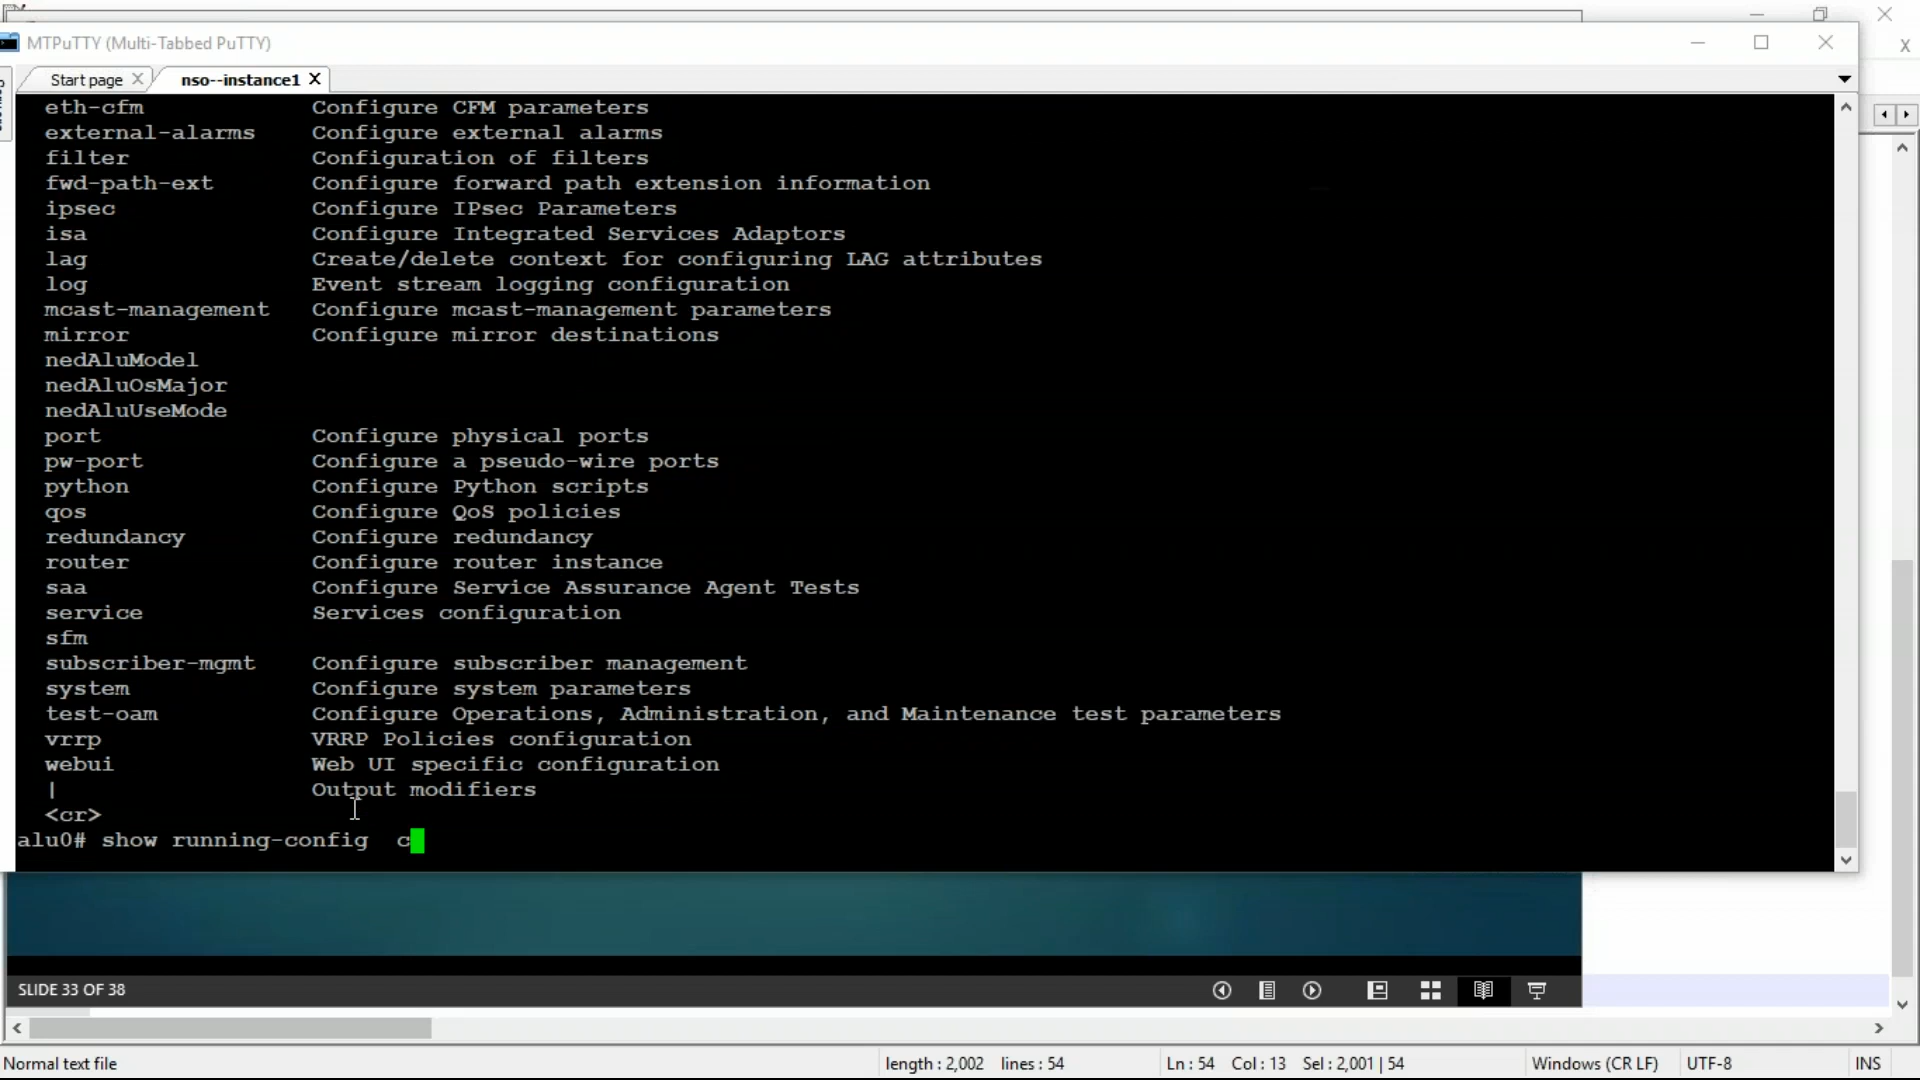 MTPuTTY (Multi-Tabbed PuTTY)
Start page
nso--instance1
eth-cfm Configure CFM parameters
external-alarms Configure external alarms
filter Configuration of filters
fwd-path-ext Configure forward path extension information
ipsec Configure IPsec Parameters
isa Configure Integrated Services Adaptors
lag Create/delete context for configuring LAG attributes
log Event stream logging configuration
mcast-management Configure mcast-management parameters
mirror Configure mirror destinations
nedAluModel
nedAluOsMajor
nedAluUseMode
port Configure physical ports
pw-port Configure a pseudo-wire ports
python Configure Python scripts
qos Configure QoS policies
redundancy Configure redundancy
router Configure router instance
saa Configure Service Assurance Agent Tests
service Services configuration
sfm
subscriber-mgmt Configure subscriber management
system Configure system parameters
test-oam Configure Operations, Administration, and Maintenance test parameters
vrrp VRRP Policies configuration
webui Web UI specific configuration
| Output modifiers
<cr>
alu0# show running-config  c
SLIDE 33 OF 38
Normal text file length : 2,002 lines : 54 Ln : 54 Col : 13 Sel : 2,001 | 54 Windows (CR LF) UTF-8 INS